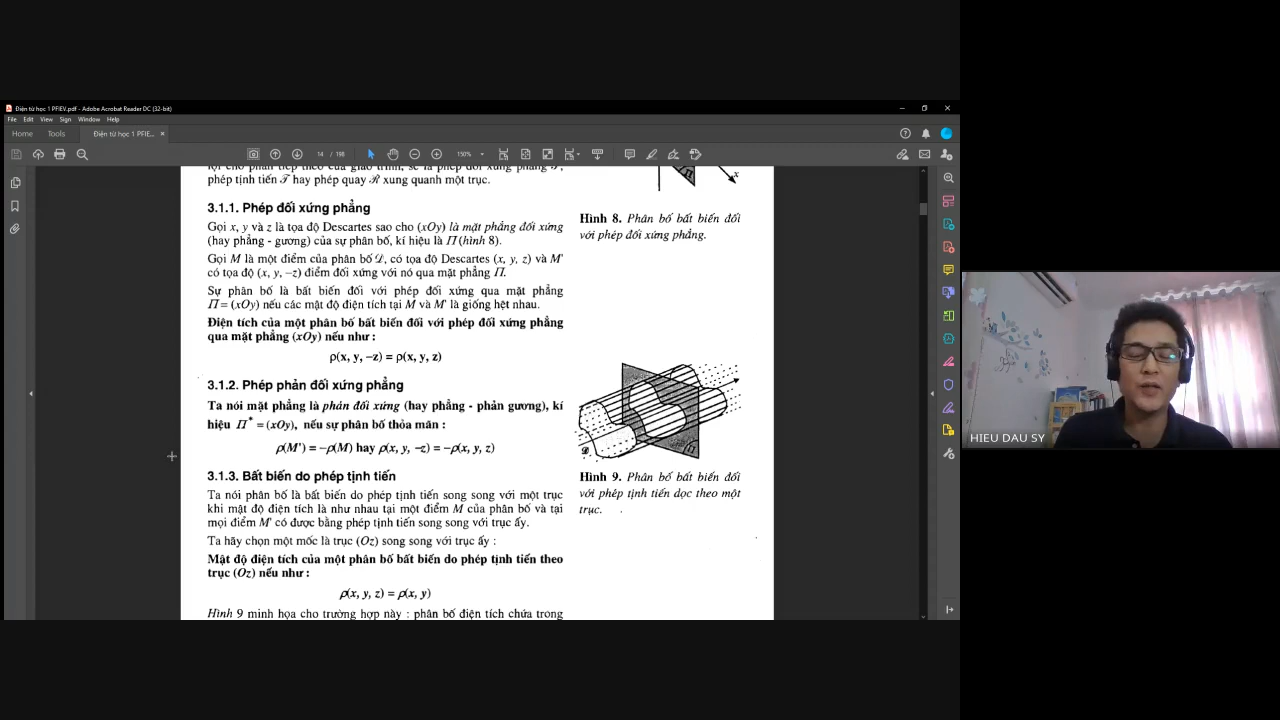 Điện từ học 1 PFIEV.pdf - Adobe Acrobat Reader DC (32-bit)
File Edit View Sign Window Help
Home Tools Điện từ học 1 PFIE... ×
14 / 198 150%
lợi cho phần tiếp theo của giáo trình, sẽ là phép đối xứng phẳng
phép tịnh tiến 𝒯 hay phép quay ℛ xung quanh một trục.
3.1.1. Phép đối xứng phẳng
Gọi x, y và z là tọa độ Descartes sao cho (xOy) là mặt phẳng đối xứng
(hay phẳng - gương) của sự phân bố, kí hiệu là Π (hình 8).
Gọi M là một điểm của phân bố 𝒟, có tọa độ Descartes (x, y, z) và M'
có tọa độ (x, y, −z) điểm đối xứng với nó qua mặt phẳng Π.
Sự phân bố là bất biến đối với phép đối xứng qua mặt phẳng
Π = (xOy) nếu các mật độ điện tích tại M và M' là giống hệt nhau.
Điện tích của một phân bố bất biến đối với phép đối xứng phẳng
qua mặt phẳng (xOy) nếu như :
ρ(x, y, −z) = ρ(x, y, z)
3.1.2. Phép phản đối xứng phẳng
Ta nói mặt phẳng là phản đối xứng (hay phẳng - phản gương), kí
hiệu Π* = (xOy), nếu sự phân bố thỏa mãn :
ρ(M') = −ρ(M) hay ρ(x, y, −z) = −ρ(x, y, z)
3.1.3. Bất biến do phép tịnh tiến
Ta nói phân bố là bất biến do phép tịnh tiến song song với một trục
khi mật độ điện tích là như nhau tại một điểm M của phân bố và tại
mọi điểm M' có được bằng phép tịnh tiến song song với trục ấy.
Ta hãy chọn một mốc là trục (Oz) song song với trục ấy :
Mật độ điện tích của một phân bố bất biến do phép tịnh tiến theo
trục (Oz) nếu như :
ρ(x, y, z) = ρ(x, y)
Hình 9 minh họa cho trường hợp này : phân bố điện tích chứa trong
Π
x
Hình 8. Phân bố bất biến đối
với phép đối xứng phẳng.
𝒟
Π
Hình 9. Phân bố bất biến đối
với phép tịnh tiến dọc theo một
trục.
HIEU DAU SY